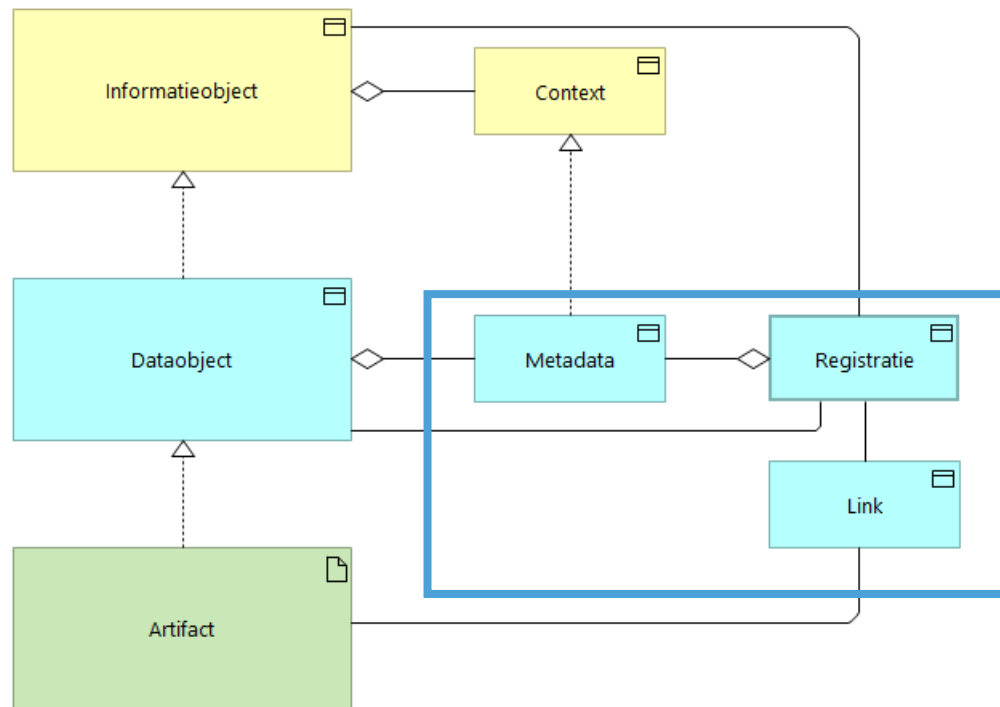 Informatieobject
Context
Dataobject
Metadata
Registratie
Link
Artifact